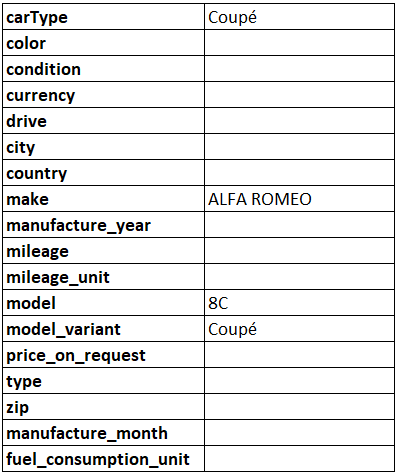 carType Coupé
color
condition
currency
drive
city
country
make ALFA ROMEO
manufacture_year
mileage
mileage_unit
model 8C
model_variant Coupé
price_on_request
type
zip
manufacture_month
fuel_consumption_unit